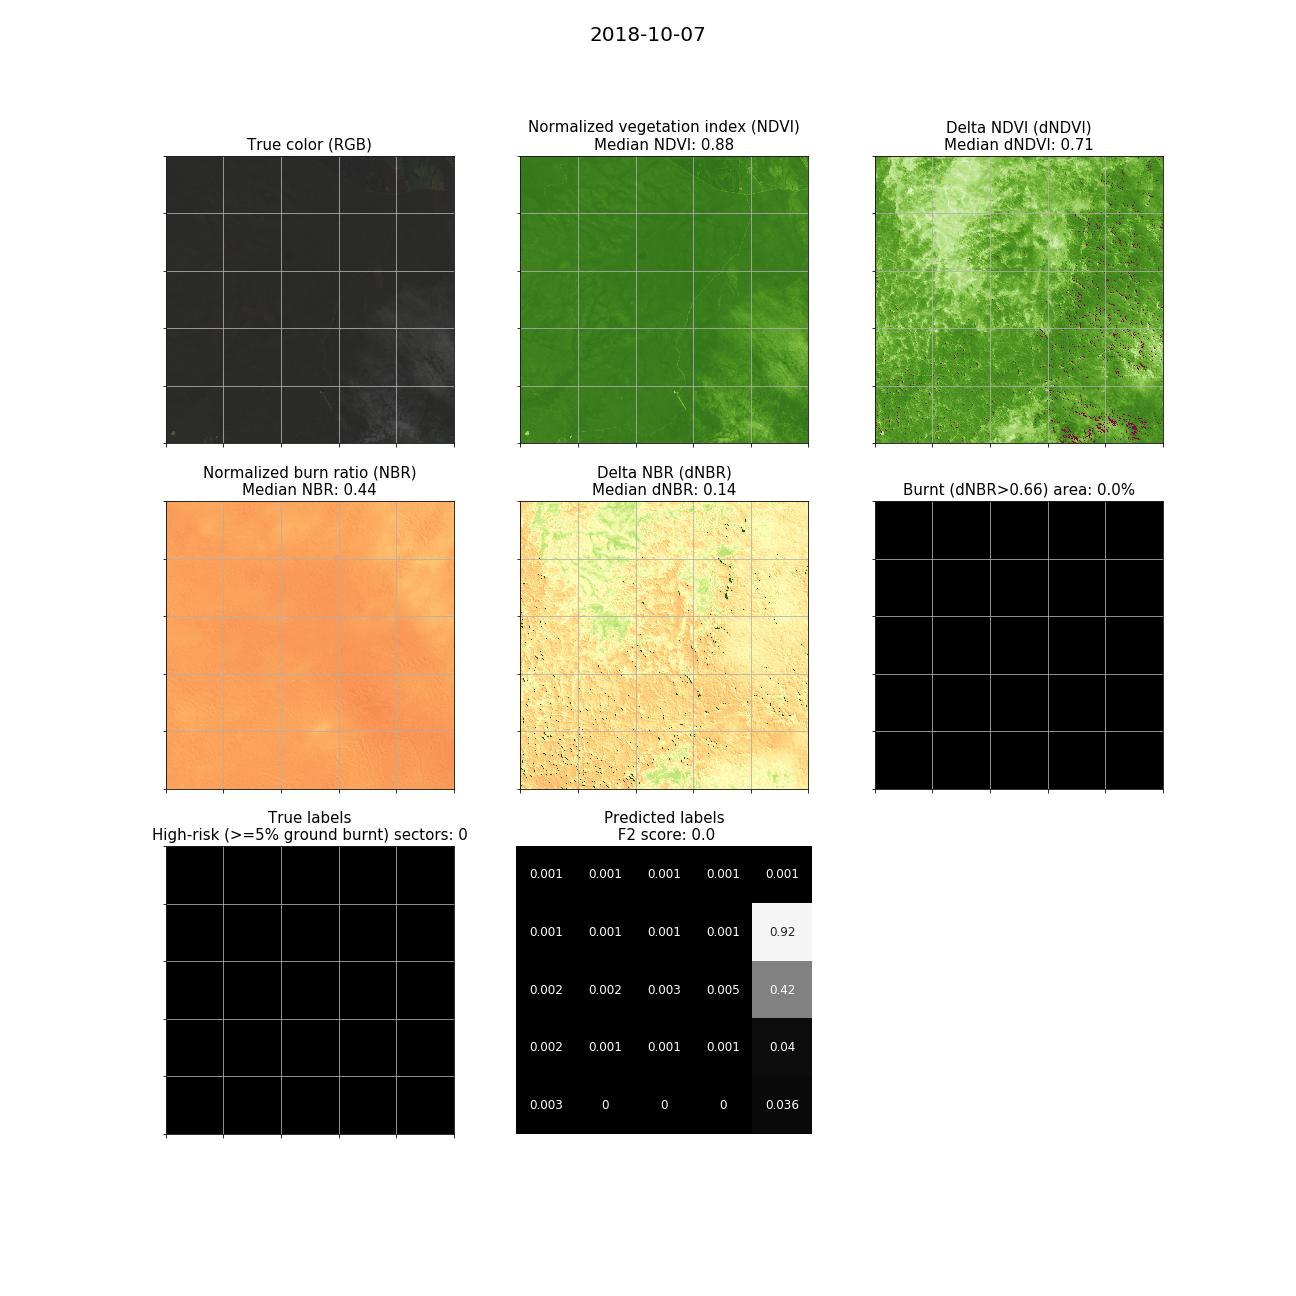 2018-10-07
True color (RGB)
Normalized vegetation index (NDVI)
Median NDVI: 0.88
Delta NDVI (dNDVI)
Median dNDVI: 0.71
Normalized burn ratio (NBR)
Median NBR: 0.44
Delta NBR (dNBR)
Median dNBR: 0.14
Burnt (dNBR>0.66) area: 0.0%
True labels
High-risk (>=5% ground burnt) sectors: 0
Predicted labels
F2 score: 0.0
0.001 0.001 0.001 0.001 0.001
0.001 0.001 0.001 0.001 0.92
0.002 0.002 0.003 0.005 0.42
0.002 0.001 0.001 0.001 0.04
0.003 0 0 0 0.036